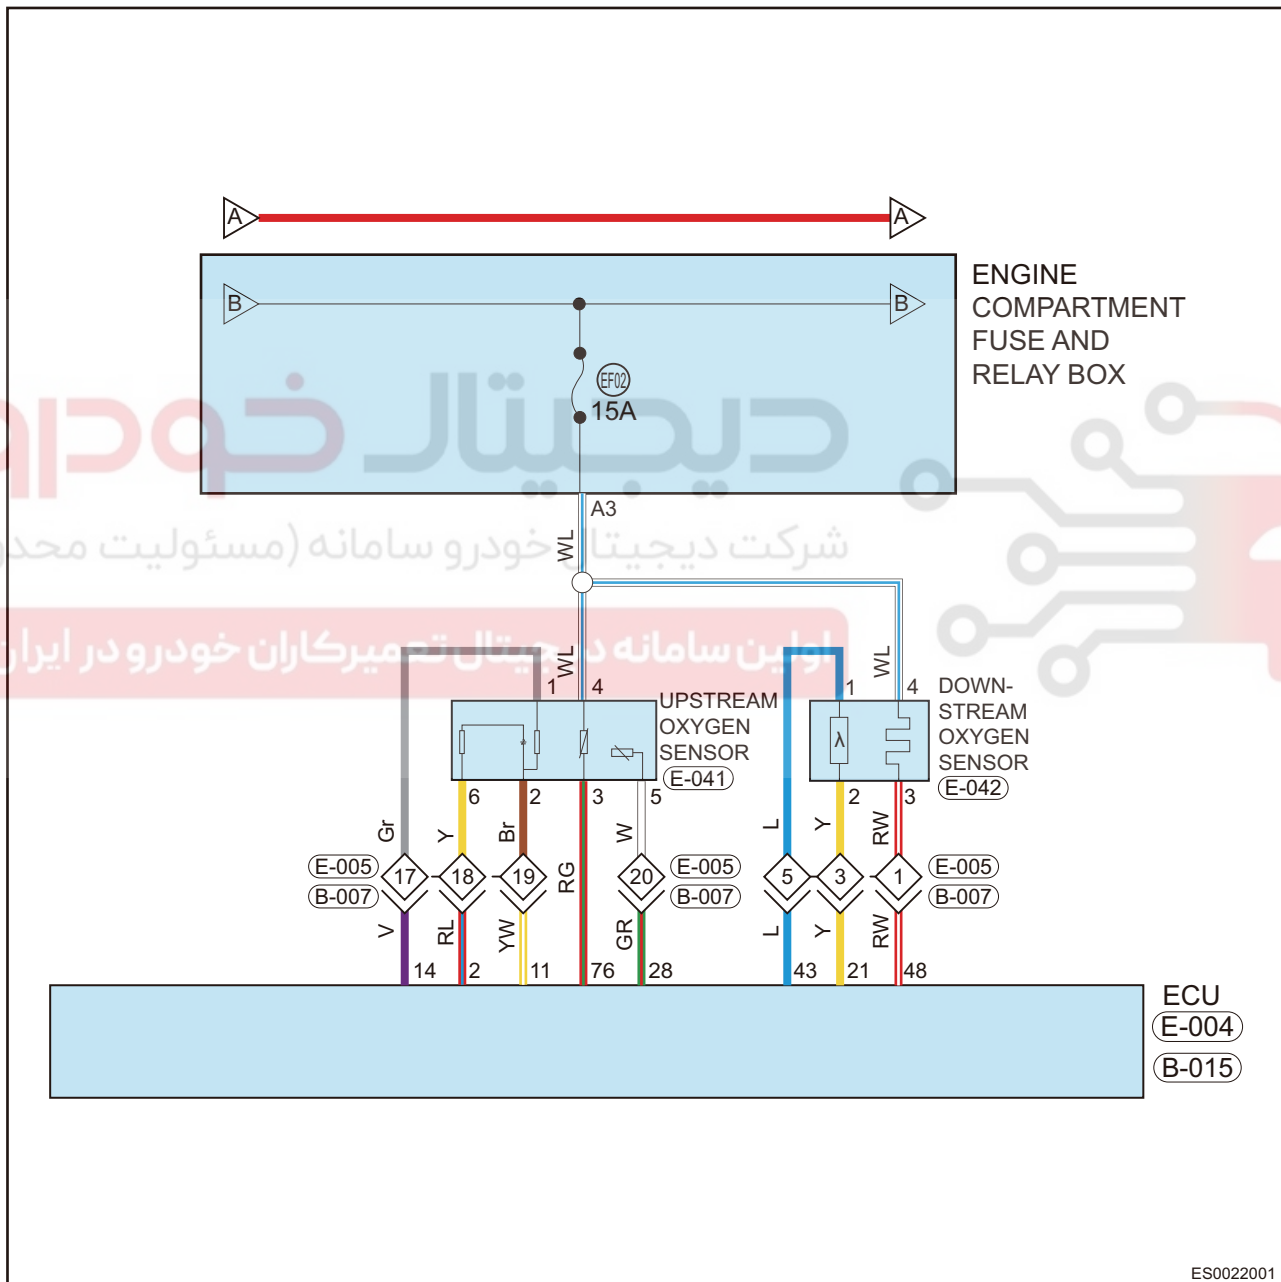 A
A
B
B
ENGINE
COMPARTMENT
FUSE AND
RELAY BOX
EF02
15A
دیجیتال خودرو
A3
WL
شرکت دیجیتال خودرو سامانه (مسئولیت
اولین سامانه دیجیتال تعمیرکاران خودرو در ایران
WL
WL
1
4
1
4
UPSTREAM
OXYGEN
SENSOR
E-041
λ
DOWN-
STREAM
OXYGEN
SENSOR
E-042
6
2
3
5
2
3
Gr
Y
Br
RG
W
L
Y
RW
E-005
B-007
17
18
19
20
E-005
B-007
5
3
1
E-005
B-007
V
RL
YW
GR
L
Y
RW
14
2
11
76
28
43
21
48
ECU
E-004
B-015
ES0022001